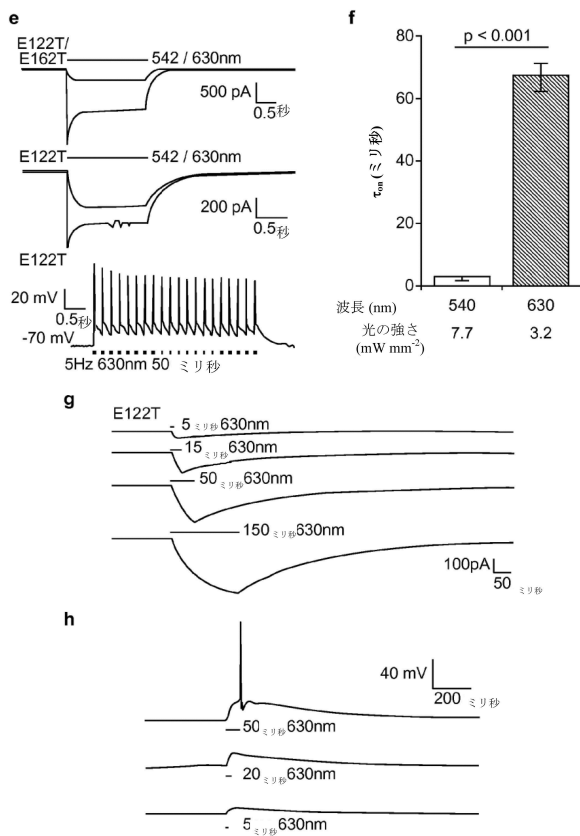 e
E122T/
E162T 542 / 630nm
500 pA
0.5秒
E122T 542 / 630nm
200 pA
0.5秒
E122T
20 mV
0.5秒
-70 mV
5Hz 630nm 50 ミリ秒
f
p < 0.001
80
60
40
20
0
τon (ミリ秒)
波長 (nm) 540 630
光の強さ 7.7 3.2
(mW mm-2)
g
E122T
5 ミリ秒 630nm
15 ミリ秒 630nm
50 ミリ秒 630nm
150 ミリ秒 630nm
100pA
50 ミリ秒
h
40 mV
200 ミリ秒
50 ミリ秒 630nm
20 ミリ秒 630nm
5 ミリ秒 630nm